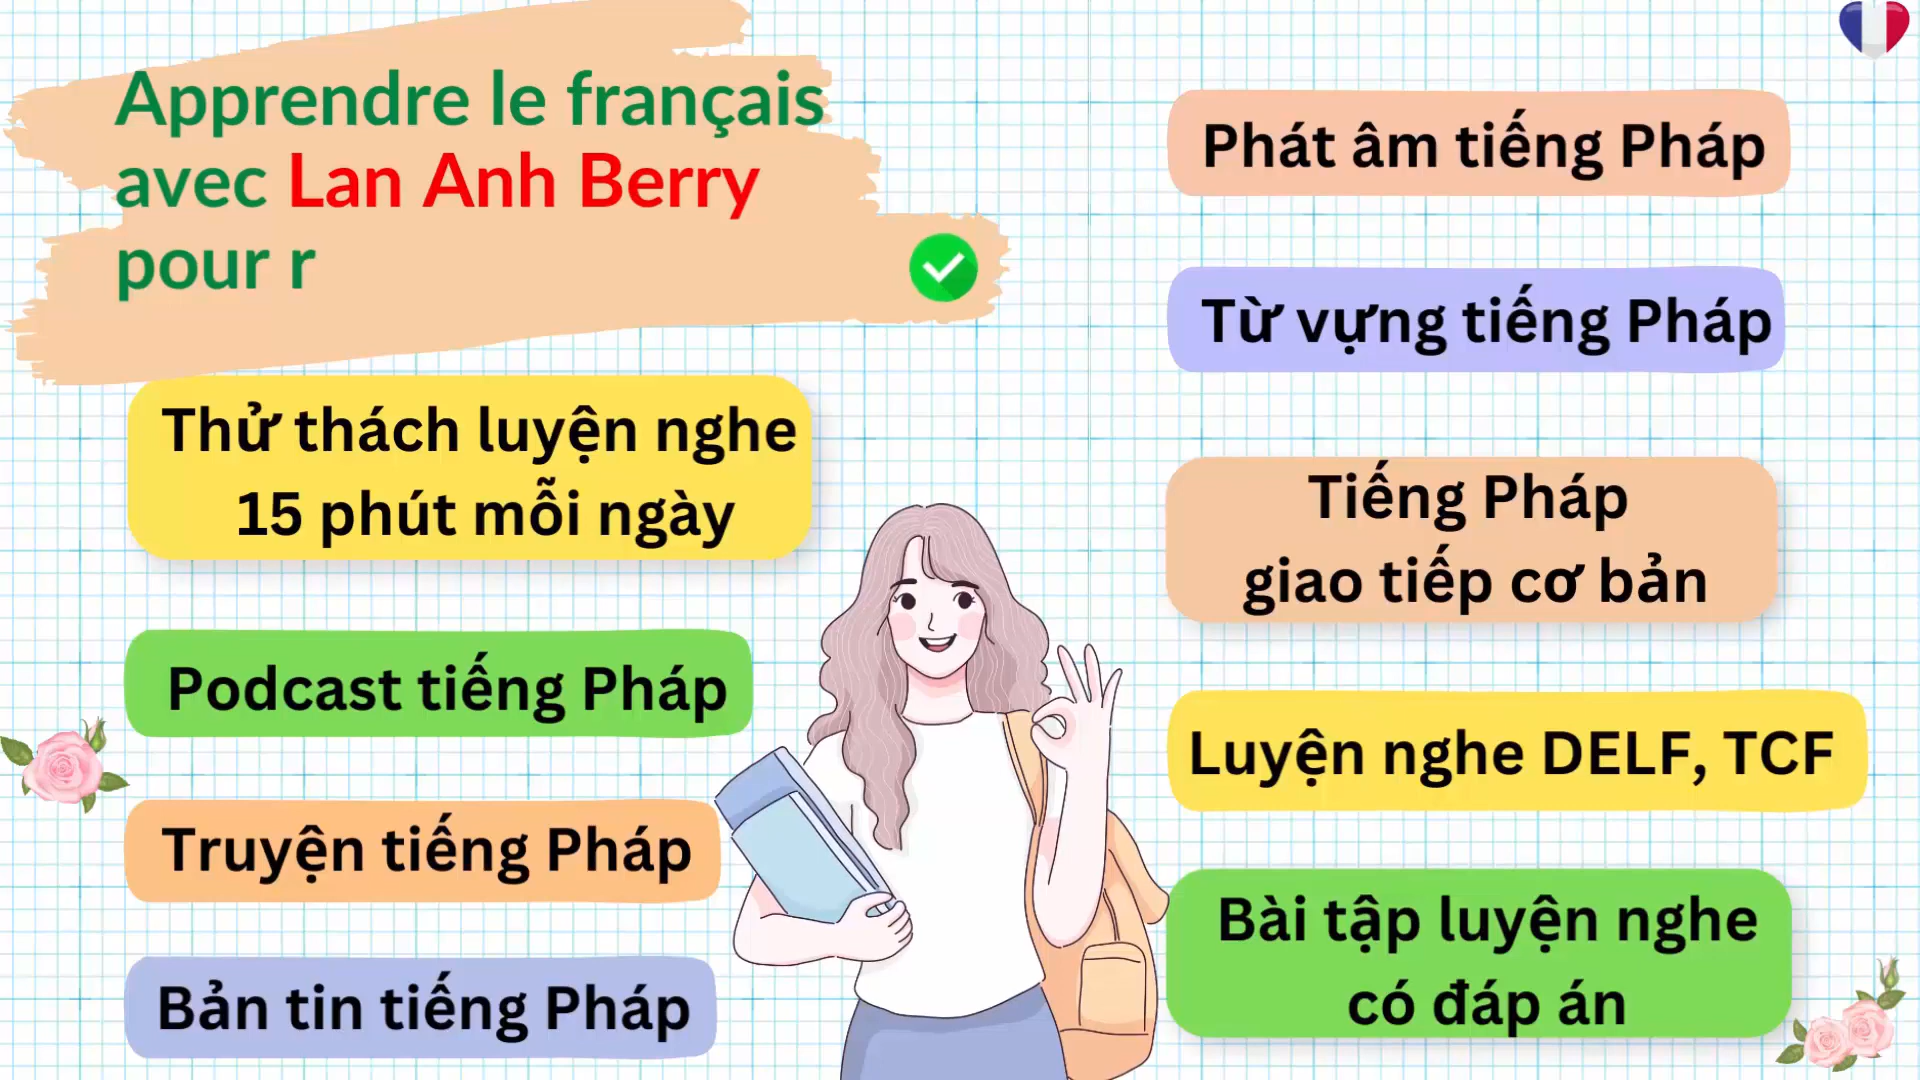 Apprendre le français
avec Lan Anh Berry
pour r
Thử thách luyện nghe
15 phút mỗi ngày
Podcast tiếng Pháp
Truyện tiếng Pháp
Bản tin tiếng Pháp
Phát âm tiếng Pháp
Từ vựng tiếng Pháp
Tiếng Pháp
giao tiếp cơ bản
Luyện nghe DELF, TCF
Bài tập luyện nghe
có đáp án